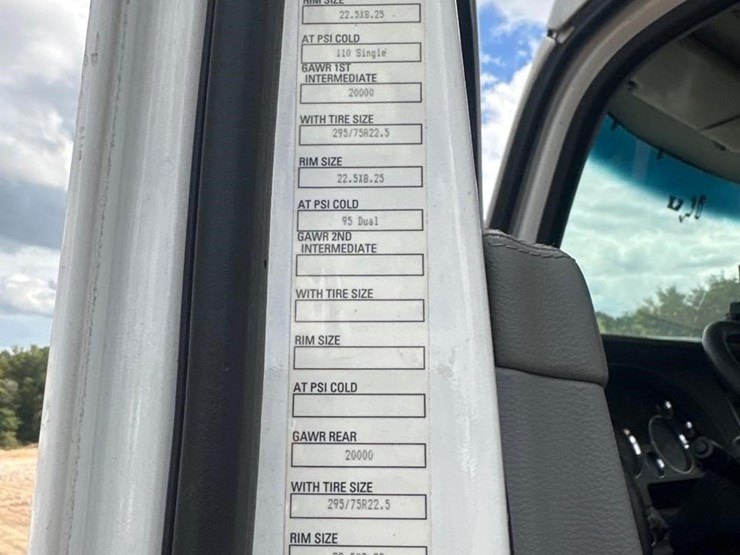 RIM SIZE
22.5X8.25
AT PSI COLD
110 Single
GAWR 1ST
INTERMEDIATE
20000
WITH TIRE SIZE
295/75R22.5
RIM SIZE
22.5X8.25
AT PSI COLD
95 Dual
GAWR 2ND
INTERMEDIATE
WITH TIRE SIZE
RIM SIZE
AT PSI COLD
GAWR REAR
20000
WITH TIRE SIZE
295/75R22.5
RIM SIZE